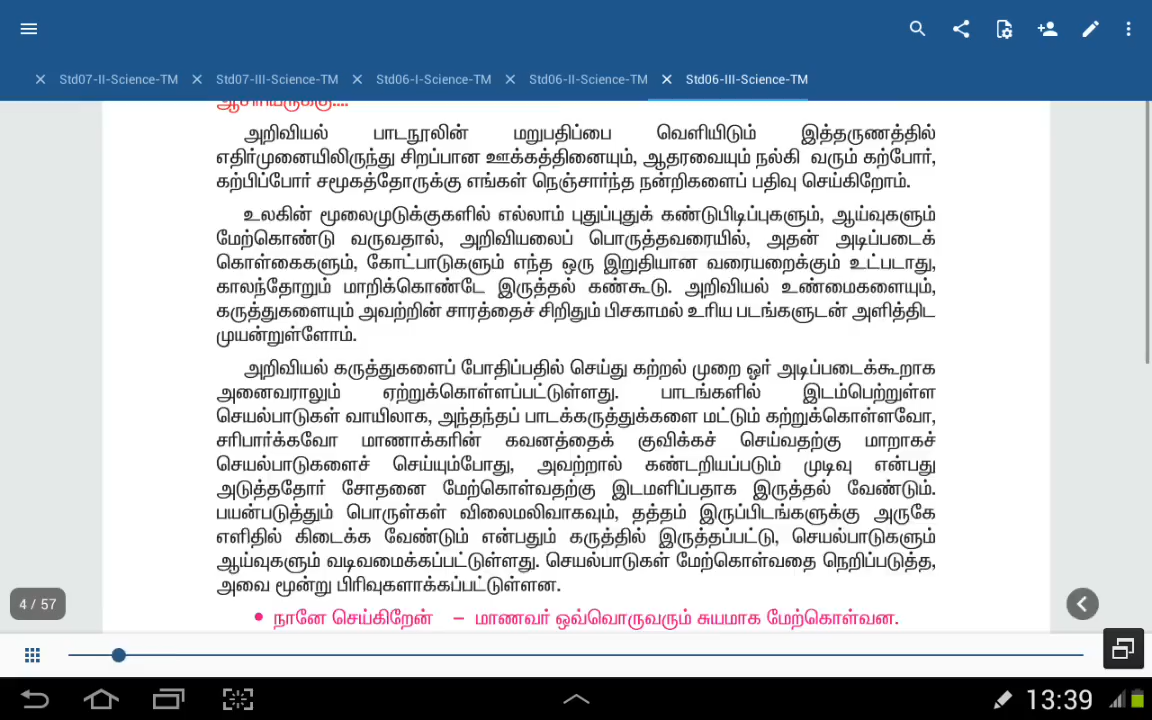 Std07-II-Science-TM Std07-III-Science-TM Std06-I-Science-TM Std06-II-Science-TM Std06-III-Science-TM
ஆசிரியருக்கு....
அறிவியல் பாடநூலின் மறுபதிப்பை வெளியிடும் இத்தருணத்தில்
எதிர்முனையிலிருந்து சிறப்பான ஊக்கத்தினையும், ஆதரவையும் நல்கி வரும் கற்போர்,
கற்பிப்போர் சமூகத்தோருக்கு எங்கள் நெஞ்சார்ந்த நன்றிகளைப் பதிவு செய்கிறோம்.
உலகின் மூலைமுடுக்குகளில் எல்லாம் புதுப்புதுக் கண்டுபிடிப்புகளும், ஆய்வுகளும்
மேற்கொண்டு வருவதால், அறிவியலைப் பொருத்தவரையில், அதன் அடிப்படைக்
கொள்கைகளும், கோட்பாடுகளும் எந்த ஒரு இறுதியான வரையறைக்கும் உட்படாது,
காலந்தோறும் மாறிக்கொண்டே இருத்தல் கண்கூடு. அறிவியல் உண்மைகளையும்,
கருத்துகளையும் அவற்றின் சாரத்தைச் சிறிதும் பிசகாமல் உரிய படங்களுடன் அளித்திட
முயன்றுள்ளோம்.
அறிவியல் கருத்துகளைப் போதிப்பதில் செய்து கற்றல் முறை ஓர் அடிப்படைக்கூறாக
அனைவராலும் ஏற்றுக்கொள்ளப்பட்டுள்ளது. பாடங்களில் இடம்பெற்றுள்ள
செயல்பாடுகள் வாயிலாக, அந்தந்தப் பாடக்கருத்துக்களை மட்டும் கற்றுக்கொள்ளவோ,
சரிபார்க்கவோ மாணாக்கரின் கவனத்தைக் குவிக்கச் செய்வதற்கு மாறாகச்
செயல்பாடுகளைச் செய்யும்போது, அவற்றால் கண்டறியப்படும் முடிவு என்பது
அடுத்ததோர் சோதனை மேற்கொள்வதற்கு இடமளிப்பதாக இருத்தல் வேண்டும்.
பயன்படுத்தும் பொருள்கள் விலைமலிவாகவும், தத்தம் இருப்பிடங்களுக்கு அருகே
எளிதில் கிடைக்க வேண்டும் என்பதும் கருத்தில் இருத்தப்பட்டு, செயல்பாடுகளும்
ஆய்வுகளும் வடிவமைக்கப்பட்டுள்ளது. செயல்பாடுகள் மேற்கொள்வதை நெறிப்படுத்த,
அவை மூன்று பிரிவுகளாக்கப்பட்டுள்ளன.
• நானே செய்கிறேன் – மாணவர் ஒவ்வொருவரும் சுயமாக மேற்கொள்வன.
4 / 57
13:39